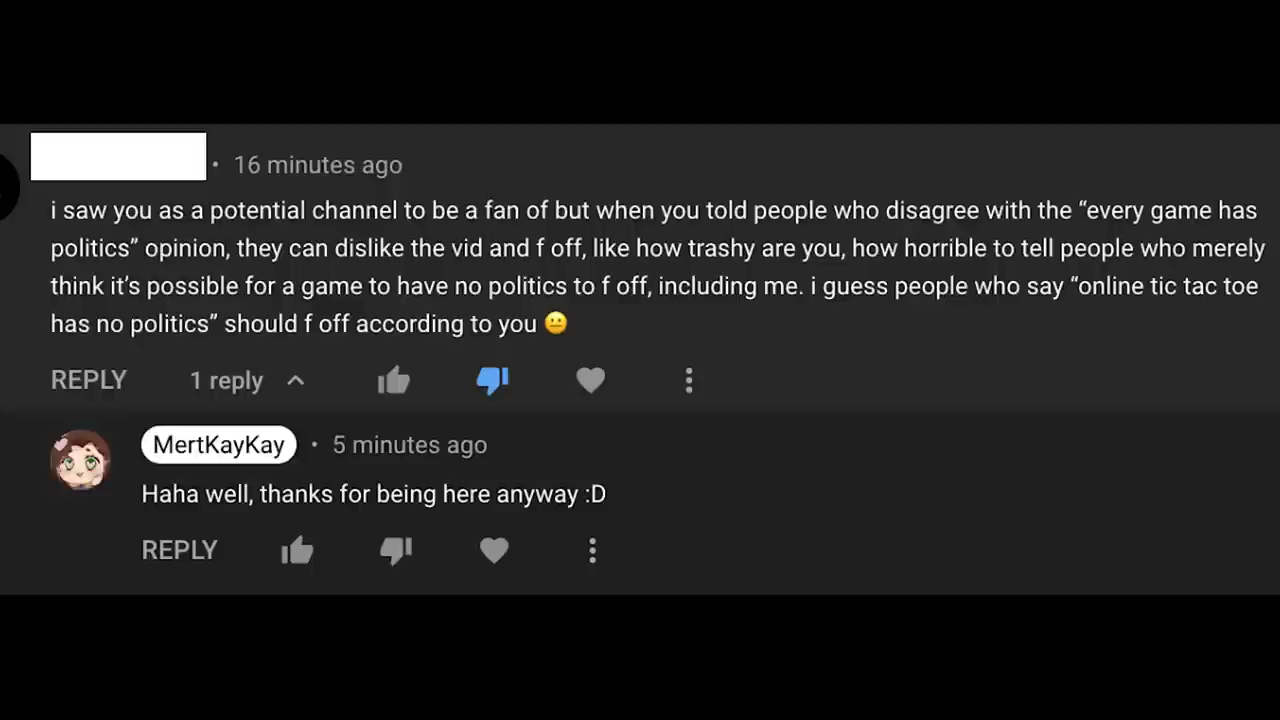 • 16 minutes ago
i saw you as a potential channel to be a fan of but when you told people who disagree with the “every game has
politics” opinion, they can dislike the vid and f off, like how trashy are you, how horrible to tell people who merely
think it’s possible for a game to have no politics to f off, including me. i guess people who say “online tic tac toe
has no politics” should f off according to you 😐
REPLY 1 reply
MertKayKay • 5 minutes ago
Haha well, thanks for being here anyway :D
REPLY